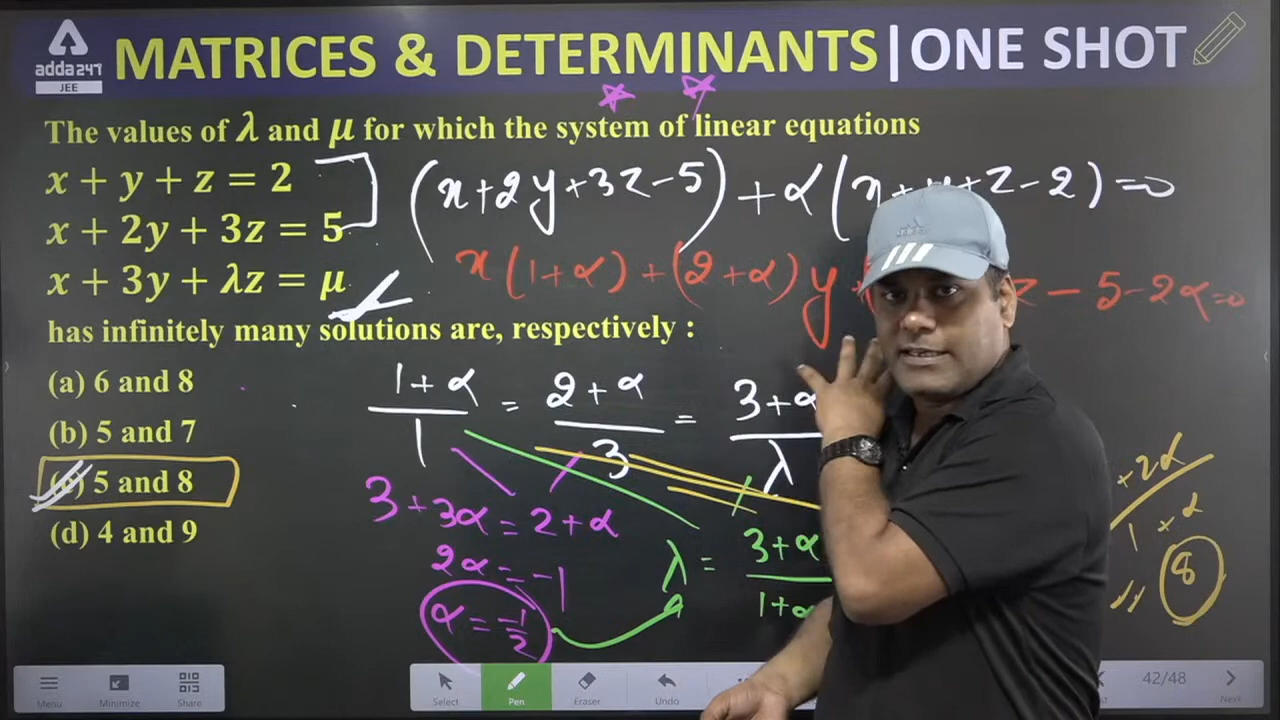 adda247
JEE
MATRICES & DETERMINANTS | ONE SHOT
The values of λ and μ for which the system of linear equations
x + y + z = 2
x + 2y + 3z = 5
x + 3y + λz = μ
has infinitely many solutions are, respectively :
(a) 6 and 8
(b) 5 and 7
(c) 5 and 8
(d) 4 and 9
(x+2y+3z-5) + α(x+y+z-2) = 0
x(1+α) + (2+α)y + z - 5-2α=0
1+α/1 = 2+α/3 = 3+α/λ
3+3α = 2+α
2α = -1
α = -1/2
λ = 3+α/1+α
+2α
1+α
8
adidas
Menu
Minimize
Share
Select
Pen
Eraser
Undo
42/48
Next